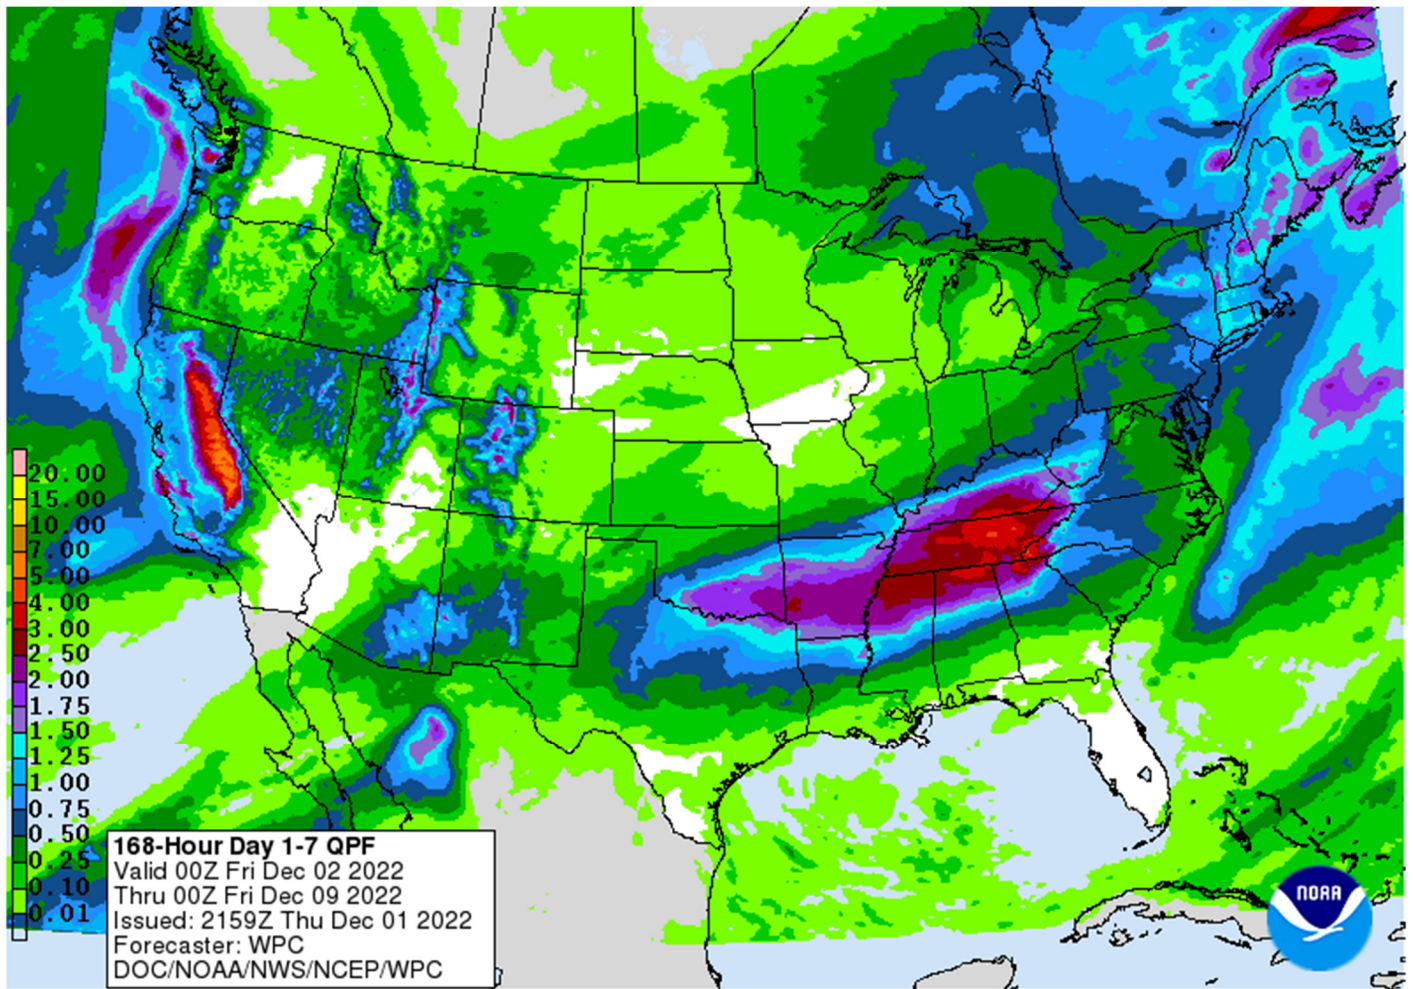 20.00
15.00
10.00
7.00
5.00
4.00
3.00
2.50
2.00
1.75
1.50
1.25
1.00
0.75
0.50
0.25
0.10
0.01
168-Hour Day 1-7 QPF
Valid 00Z Fri Dec 02 2022
Thru 00Z Fri Dec 09 2022
Issued: 2159Z Thu Dec 01 2022
Forecaster: WPC
DOC/NOAA/NWS/NCEP/WPC
NOAA